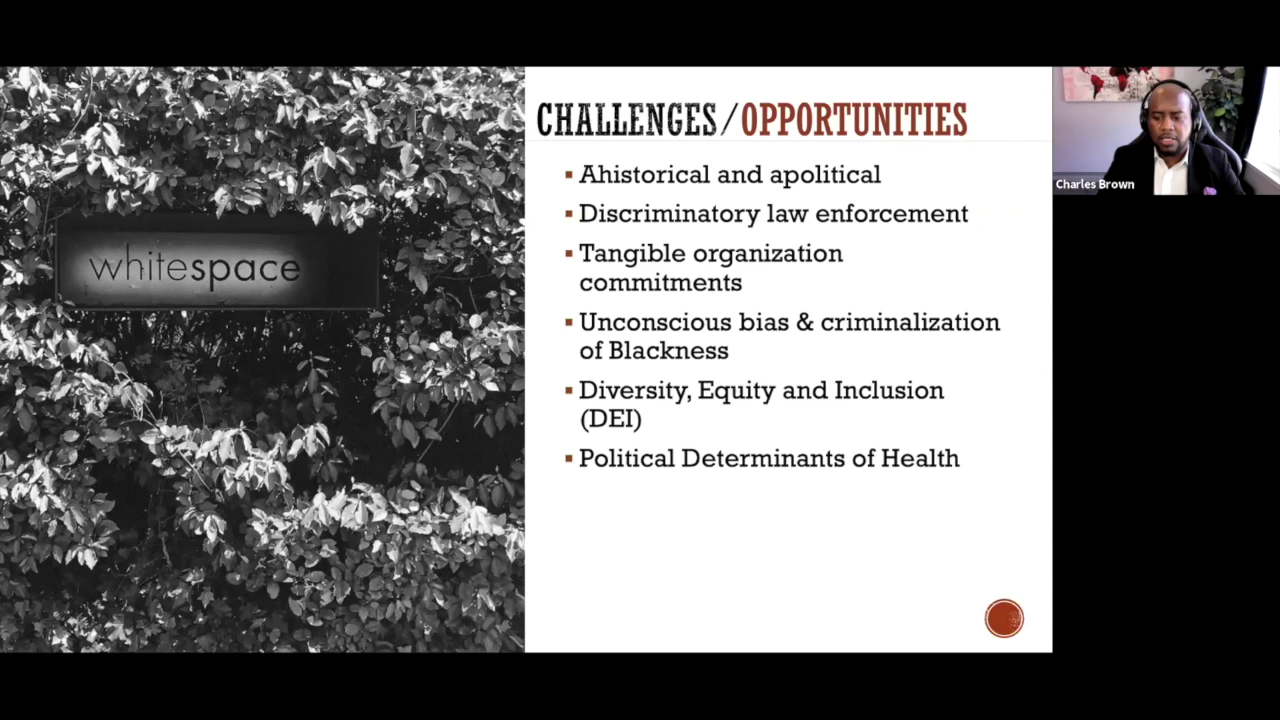 whitespace
CHALLENGES/OPPORTUNITIES
▪ Ahistorical and apolitical
▪ Discriminatory law enforcement
▪ Tangible organization
commitments
▪ Unconscious bias & criminalization
of Blackness
▪ Diversity, Equity and Inclusion
(DEI)
▪ Political Determinants of Health
Charles Brown